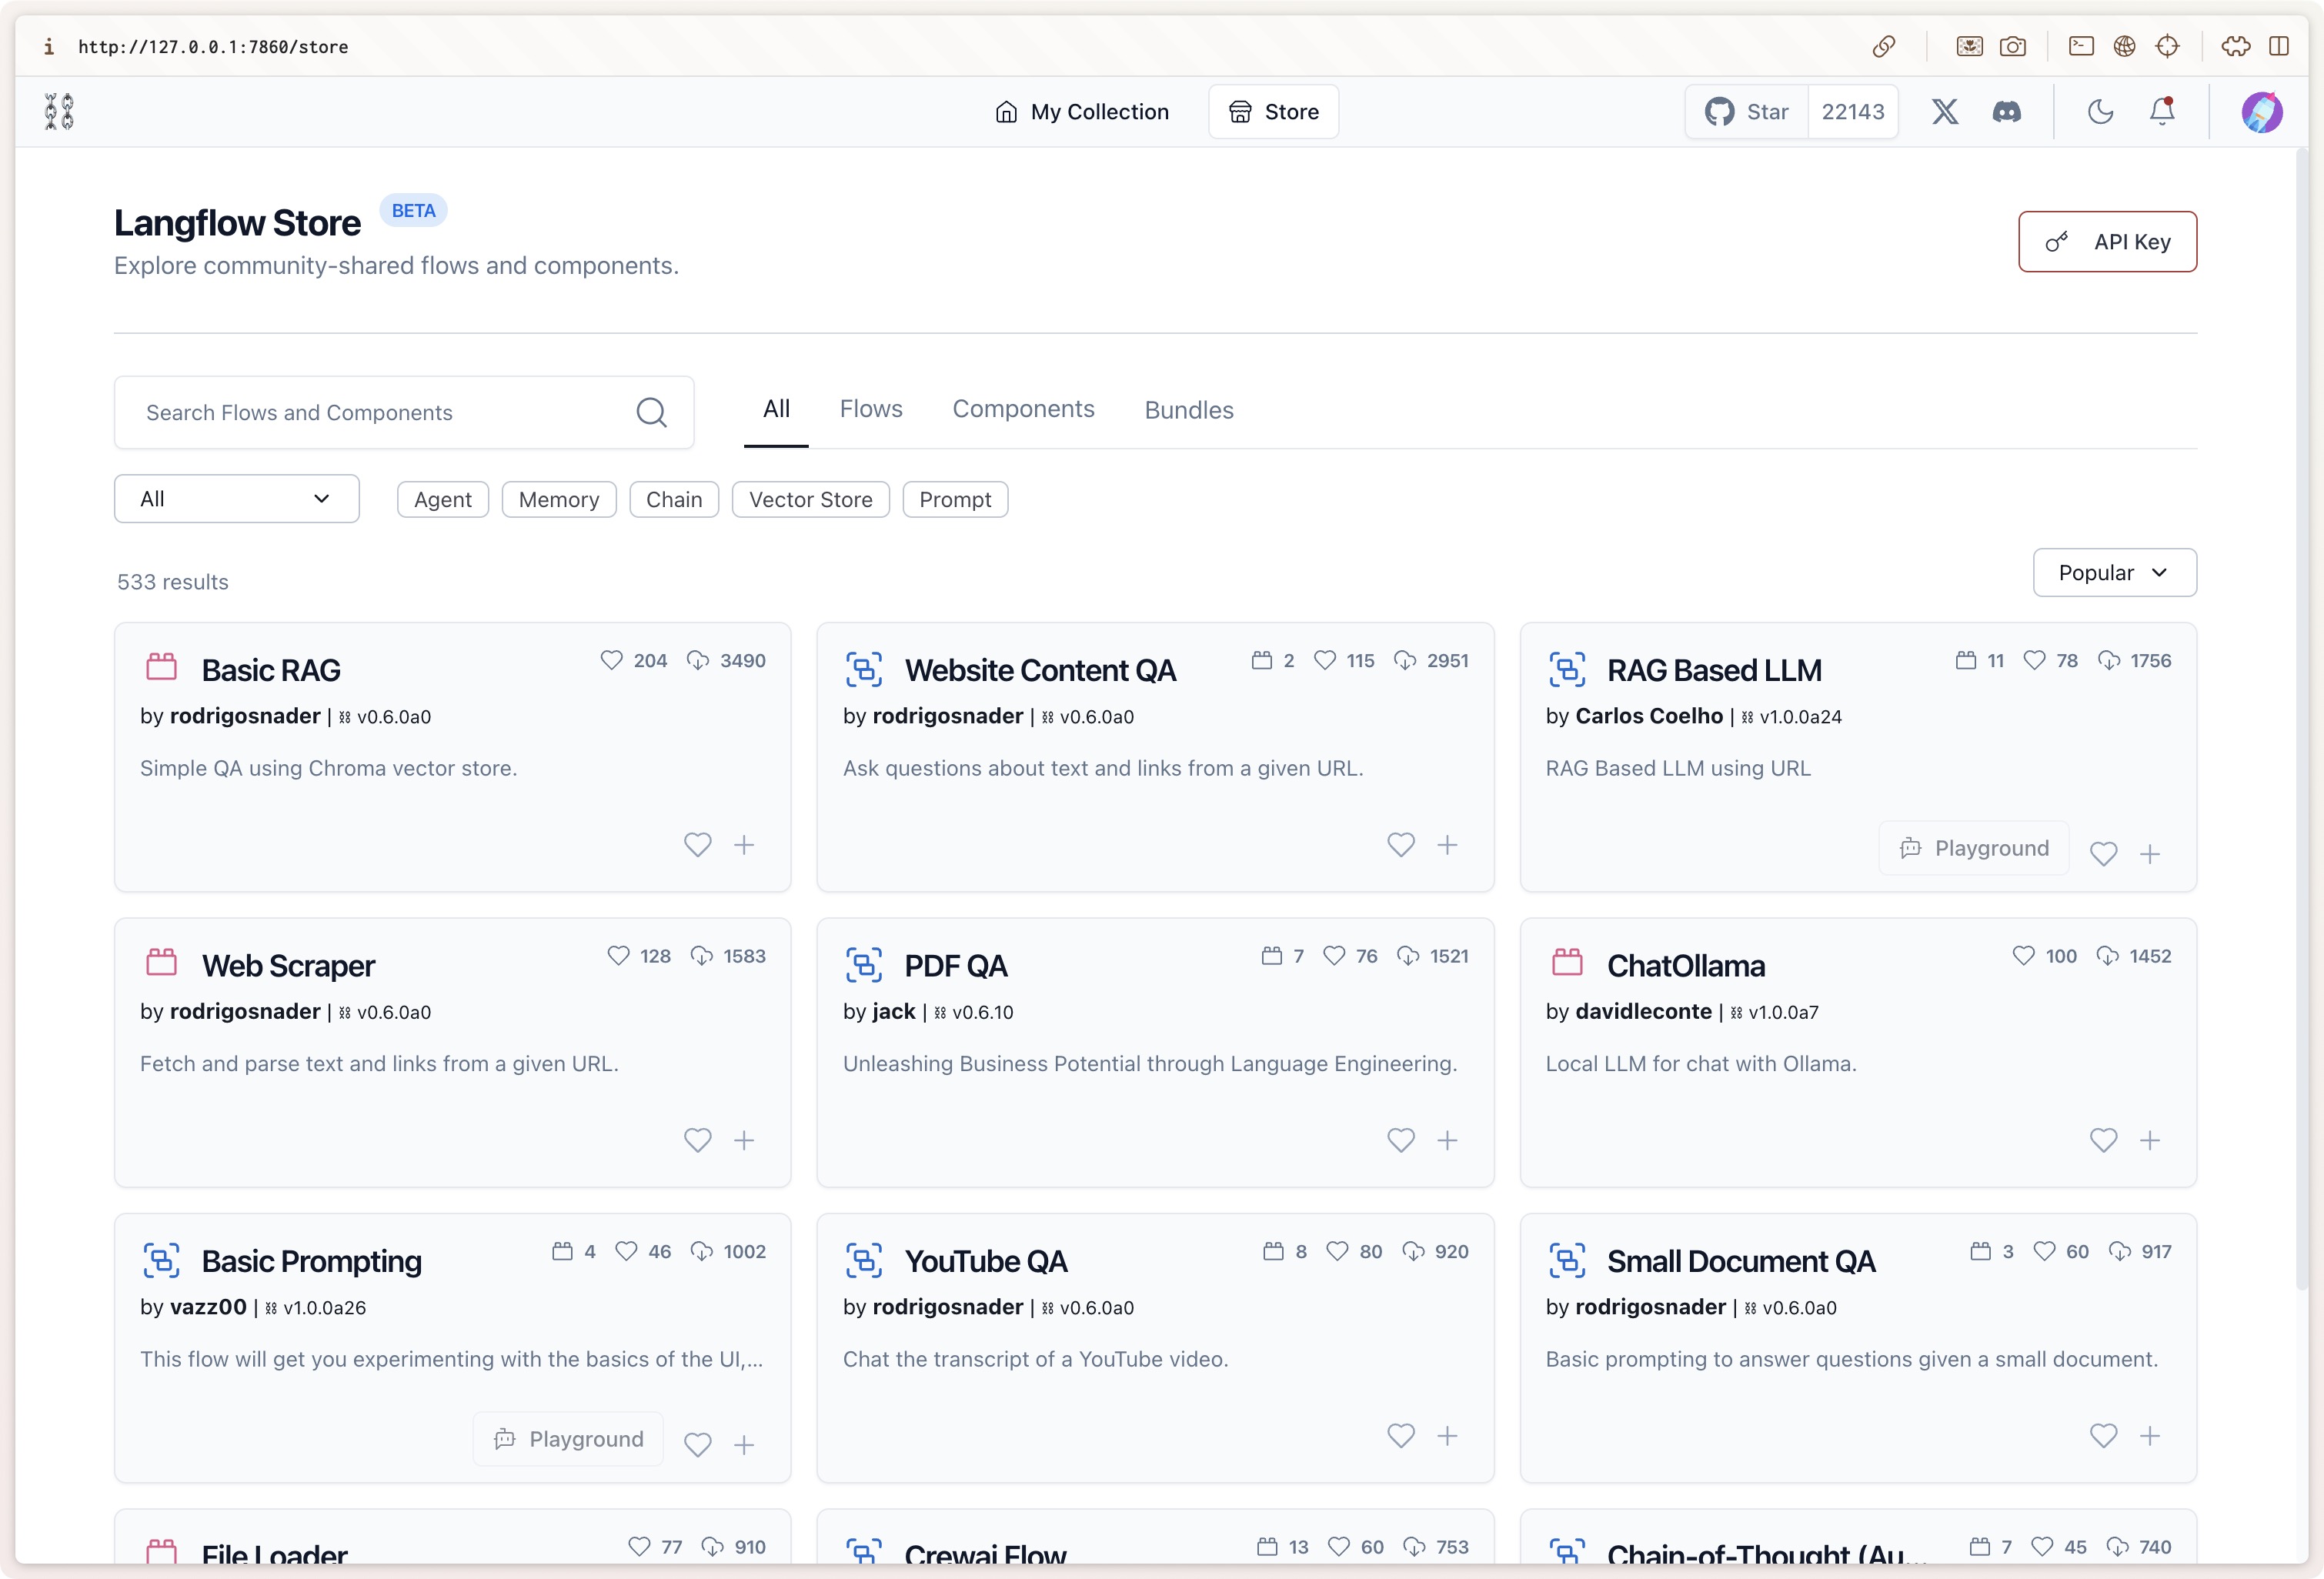 http://127.0.0.1:7860/store
My Collection
Store
Star
22143
Langflow Store
BETA
Explore community-shared flows and components.
API Key
Search Flows and Components
All
Flows
Components
Bundles
All
Agent
Memory
Chain
Vector Store
Prompt
533 results
Popular
Basic RAG
204
3490
by rodrigosnader | v0.6.0a0
Simple QA using Chroma vector store.
Website Content QA
2
115
2951
by rodrigosnader | v0.6.0a0
Ask questions about text and links from a given URL.
RAG Based LLM
11
78
1756
by Carlos Coelho | v1.0.0a24
RAG Based LLM using URL
Playground
Web Scraper
128
1583
by rodrigosnader | v0.6.0a0
Fetch and parse text and links from a given URL.
PDF QA
7
76
1521
by jack | v0.6.10
Unleashing Business Potential through Language Engineering.
ChatOllama
100
1452
by davidleconte | v1.0.0a7
Local LLM for chat with Ollama.
Basic Prompting
4
46
1002
by vazz00 | v1.0.0a26
This flow will get you experimenting with the basics of the UI,...
Playground
YouTube QA
8
80
920
by rodrigosnader | v0.6.0a0
Chat the transcript of a YouTube video.
Small Document QA
3
60
917
by rodrigosnader | v0.6.0a0
Basic prompting to answer questions given a small document.
File Loader
77
910
Crewai Flow
13
60
753
Chain-of-Thought (Au...
7
45
740